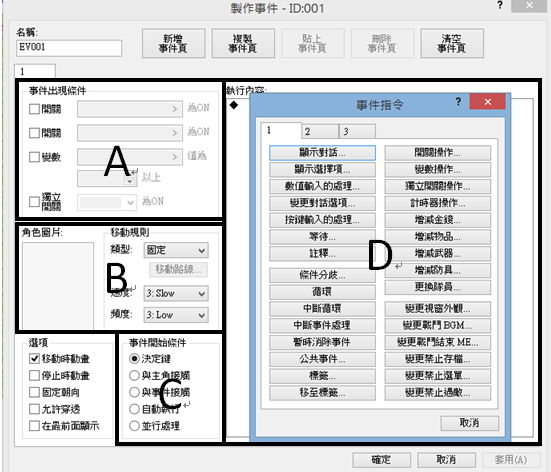 製作事件 - ID:001
名稱:
EV001
新增
事件頁
複製
事件頁
貼上
事件頁
刪除
事件頁
清空
事件頁
1
事件出現條件
開關
為ON
開關
為ON
變數
值為
以上
獨立
開關
為ON
A
角色圖片:
移動規則
類型:
固定
移動路線...
速度:
3: Slow
頻度:
3: Low
B
選項
移動時動畫
停止時動畫
固定朝向
允許穿透
在最前面顯示
事件開始條件
決定鍵
與主角接觸
與事件接觸
自動執行
並行處理
C
執行內容:
◆
事件指令
1
2
3
顯示對話...
顯示選擇項...
數值輸入的處理...
變更對話選項...
按鍵輸入的處理...
等待...
註釋...
條件分歧...
循環
中斷循環
中斷事件處理
暫時消除事件
公共事件...
標籤...
移至標籤...
開關操作...
變數操作...
獨立開關操作...
計時器操作...
增減金錢...
增減物品...
增減武器...
增減防具...
更換隊員...
變更視窗外觀...
變更戰鬥 BGM...
變更戰鬥結束 ME...
變更禁止存檔...
變更禁止選單...
變更禁止遇敵...
D
取消
確定
取消
套用(A)